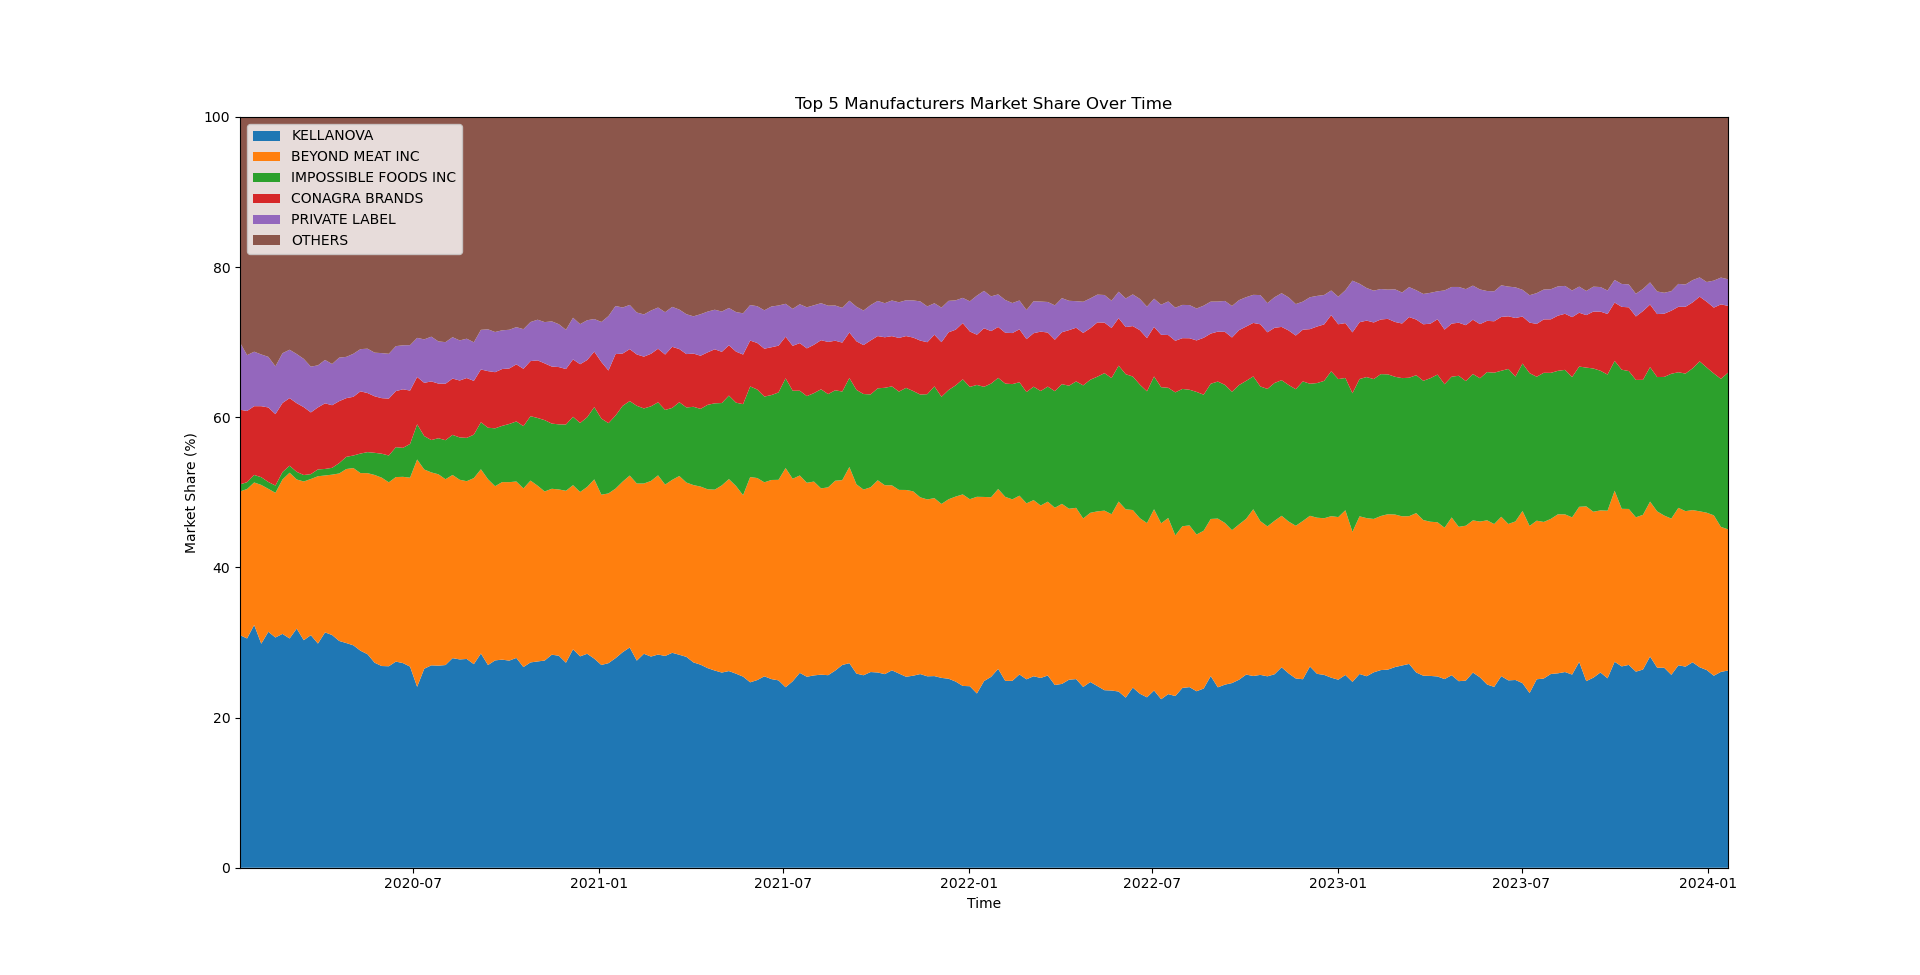 Top 5 Manufacturers Market Share Over Time
100
KELLANOVA
BEYOND MEAT INC
IMPOSSIBLE FOODS INC
CONAGRA BRANDS
PRIVATE LABEL
OTHERS
80
60
Market Share (%)
40
20
0
2020-07 2021-01 2021-07 2022-01 2022-07 2023-01 2023-07 2024-01
Time